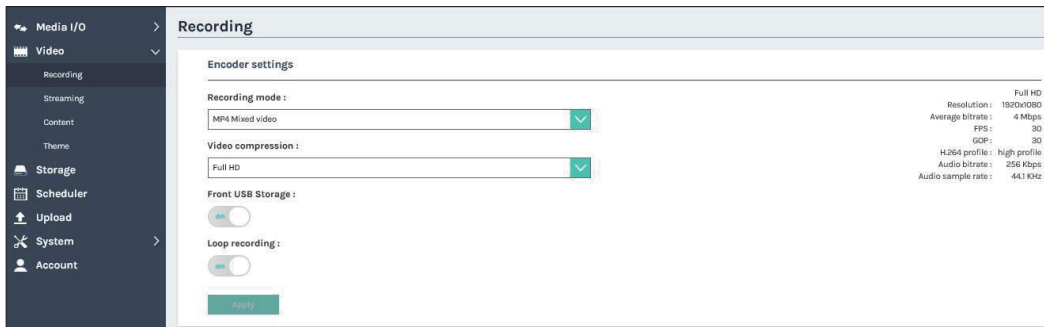 Media I/O
Video
Recording
Streaming
Content
Theme
Storage
Scheduler
Upload
System
Account
Recording
Encoder settings
Recording mode :
MP4 Mixed video
Video compression :
Full HD
Front USB Storage :
on
Loop recording :
on
Apply
Full HD
Resolution : 1920x1080
Average bitrate : 4 Mbps
FPS : 30
GOP : 30
H.264 profile : high profile
Audio bitrate : 256 Kbps
Audio sample rate : 44.1 KHz